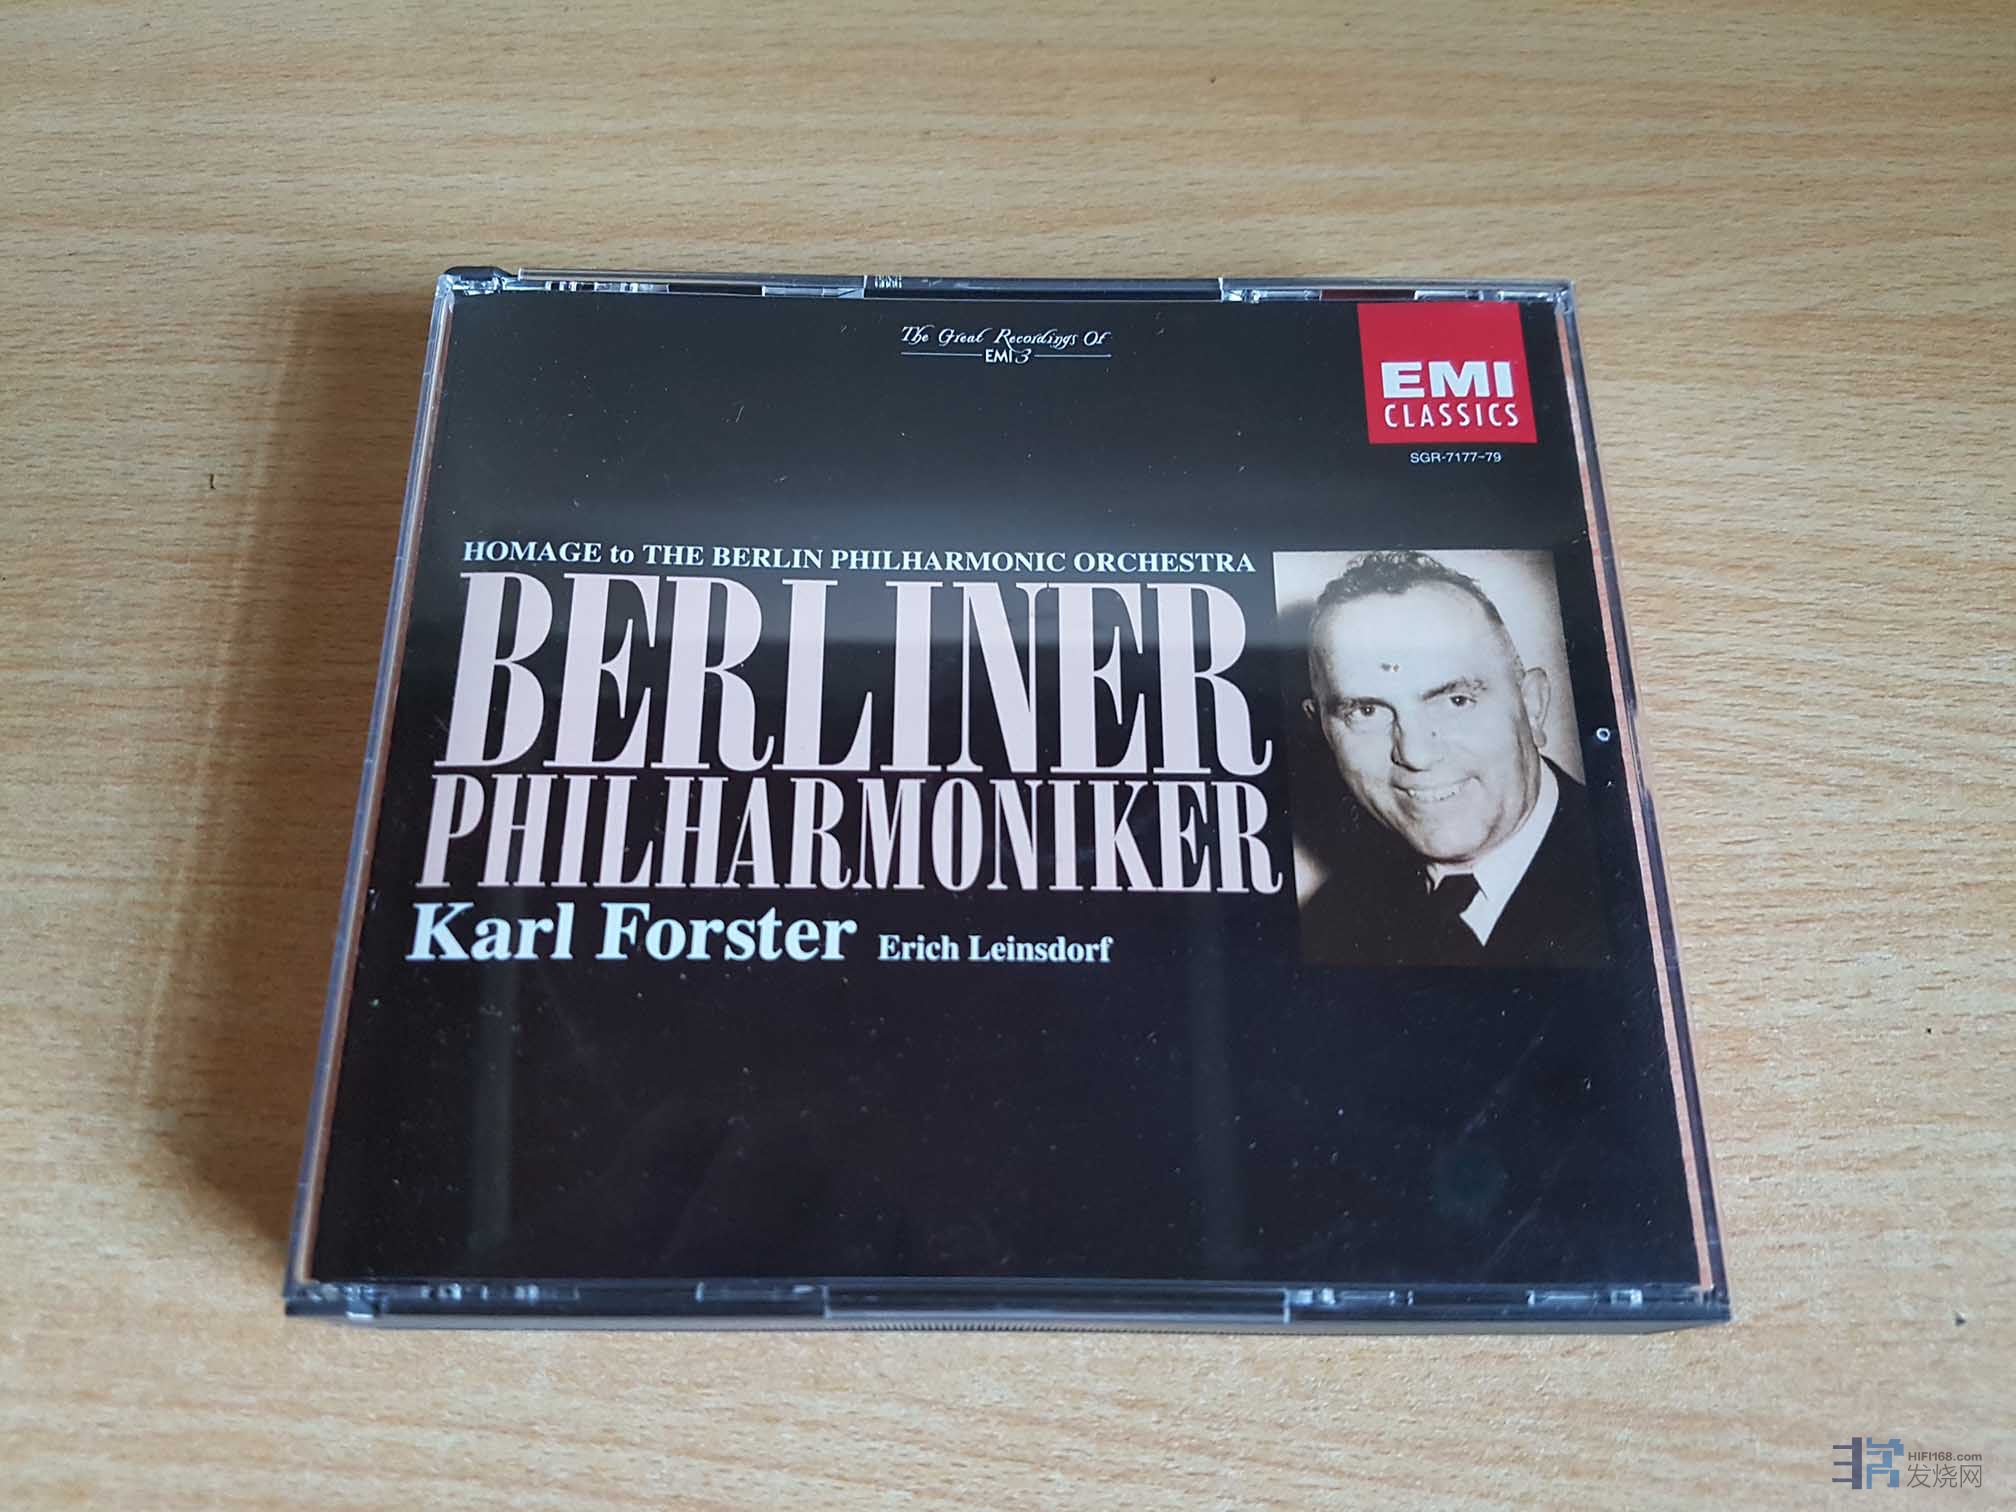 The Great Recordings Of
EMI 3
EMI
CLASSICS
SGR-7177-79
HOMAGE to THE BERLIN PHILHARMONIC ORCHESTRA
BERLINER
PHILHARMONIKER
Karl Forster Erich Leinsdorf
HIFI168.com
发烧网